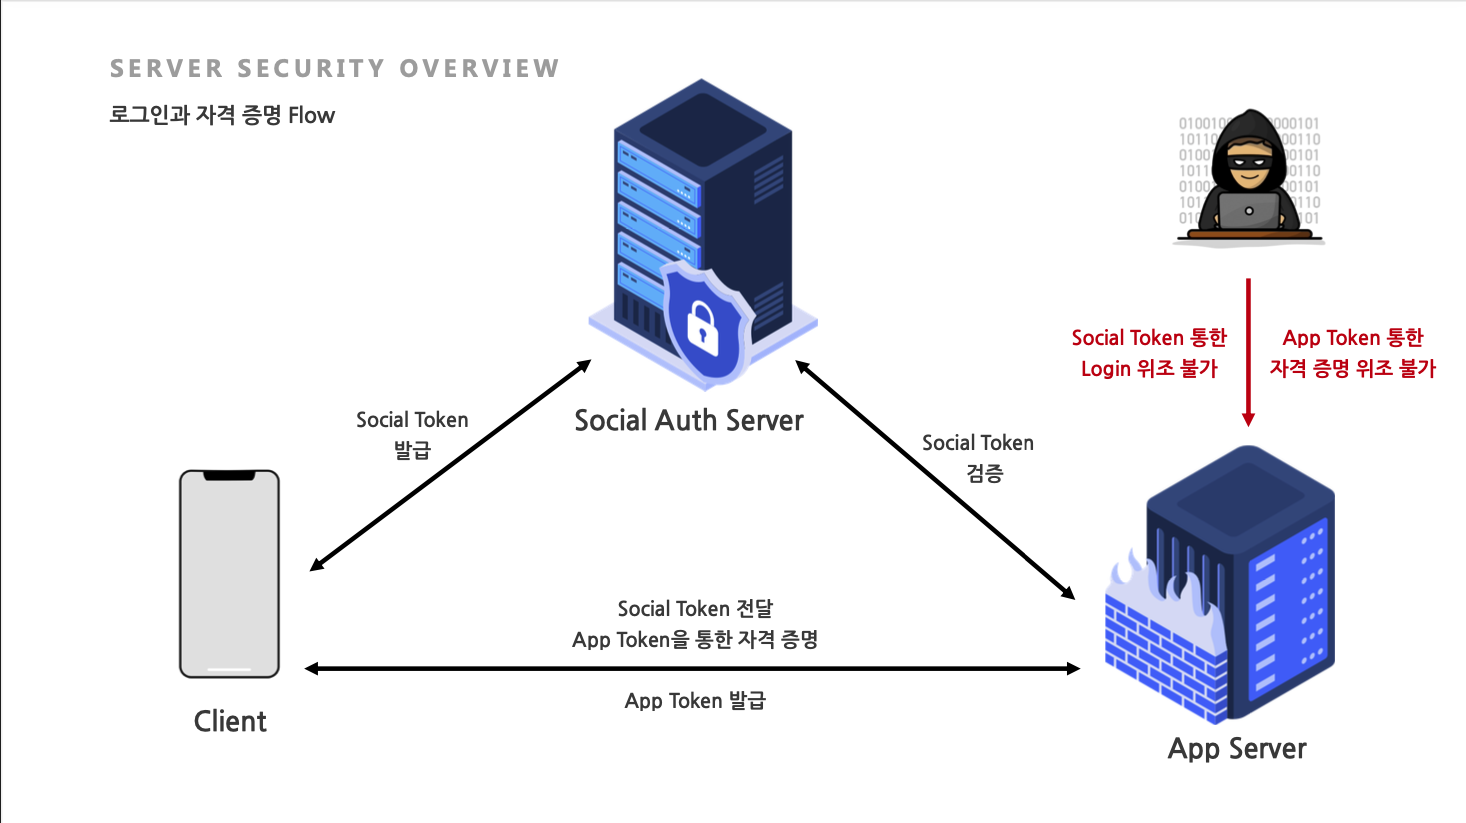 SERVER SECURITY OVERVIEW
로그인과 자격 증명 Flow
Social Token 통한
Login 위조 불가
App Token 통한
자격 증명 위조 불가
Social Auth Server
Social Token
발급
Social Token
검증
Social Token 전달
App Token을 통한 자격 증명
App Token 발급
Client
App Server